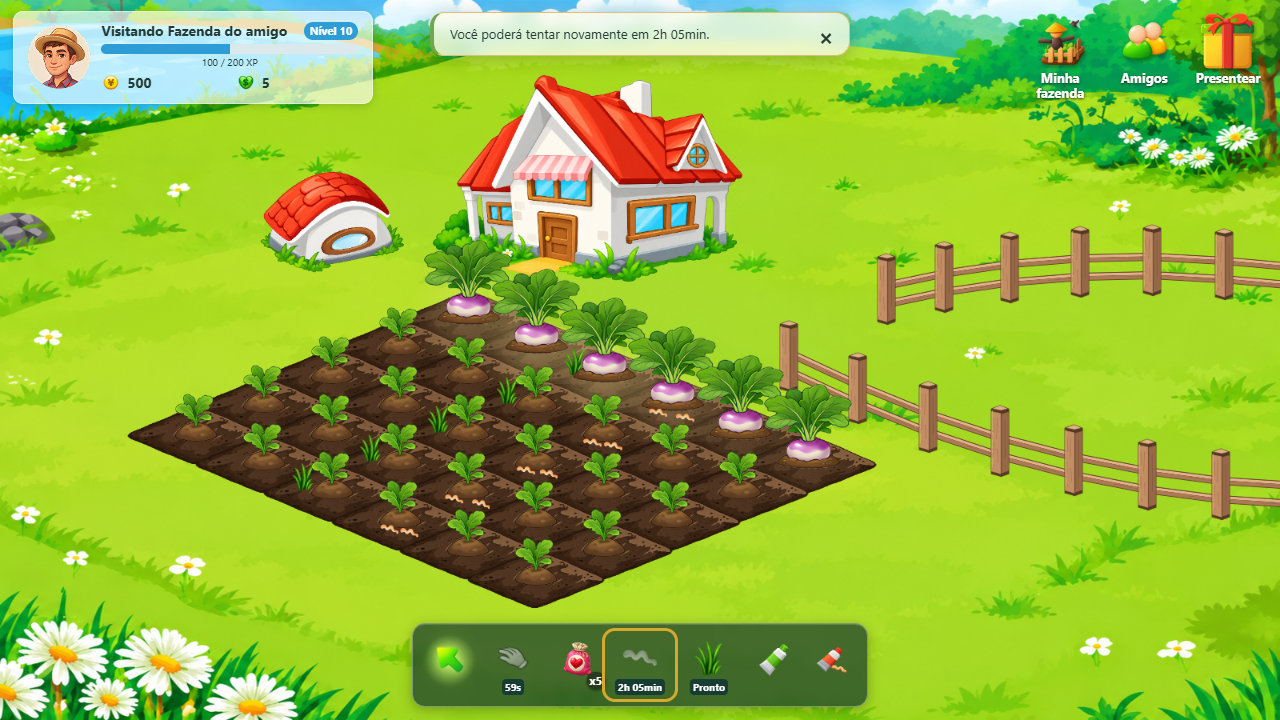 Visitando Fazenda do amigo
Nível 10
100 / 200 XP
500
5
Você poderá tentar novamente em 2h 05min.
×
Minha
fazenda
Amigos
Presentear
59s
x5
2h 05min
Pronto